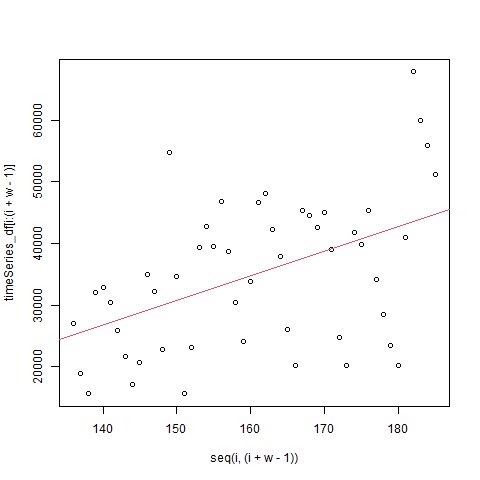 60000
50000
40000
30000
20000
timeSeries_df[i:(i + w - 1)]
140 150 160 170 180
seq(i, (i + w - 1))